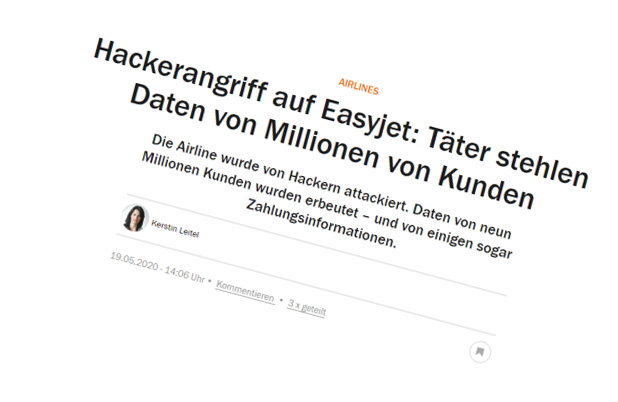 AIRLINES
Hackerangriff auf Easyjet: Täter stehlen
Daten von Millionen von Kunden
Die Airline wurde von Hackern attackiert. Daten von neun
Millionen Kunden wurden erbeutet – und von einigen sogar
Zahlungsinformationen.
Kerstin Leitel
19.05.2020 - 14:06 Uhr • Kommentieren • 3 x geteilt